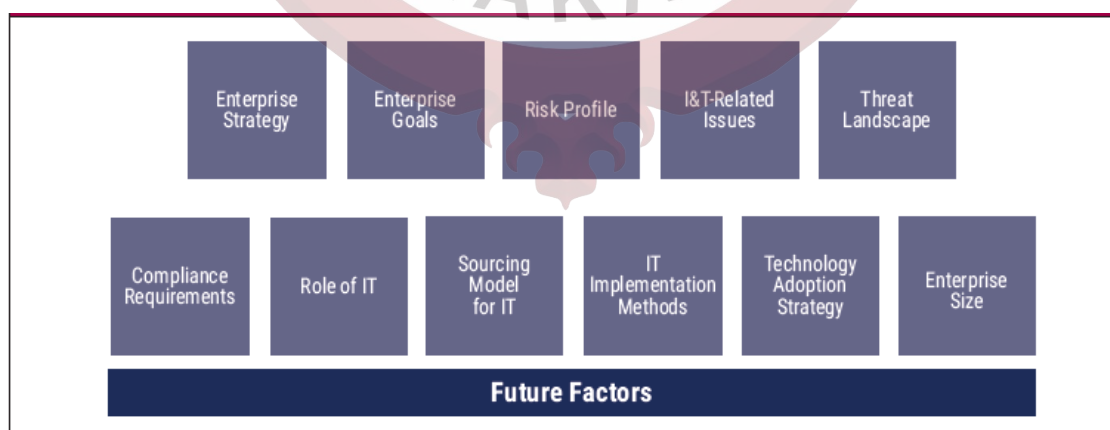 Enterprise
Strategy
Enterprise
Goals
Risk Profile
I&T-Related
Issues
Threat
Landscape
Compliance
Requirements
Role of IT
Sourcing
Model
for IT
IT
Implementation
Methods
Technology
Adoption
Strategy
Enterprise
Size
Future Factors